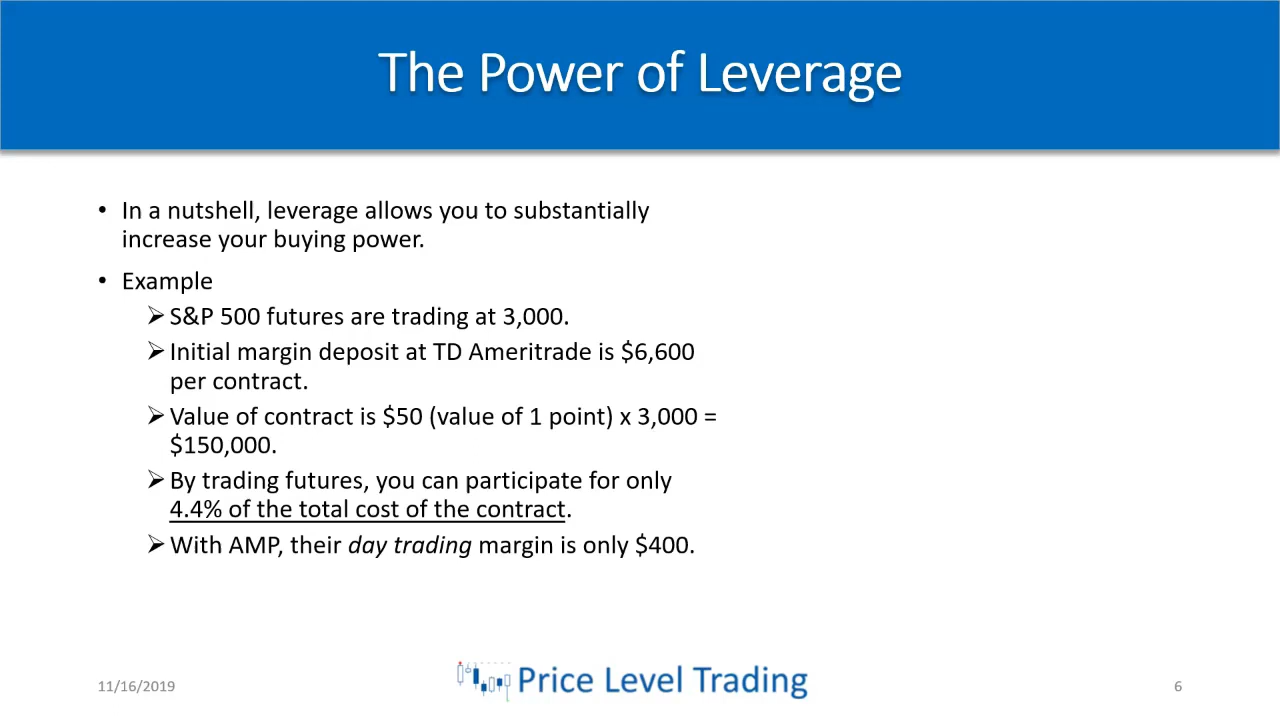 The Power of Leverage
• In a nutshell, leverage allows you to substantially
increase your buying power.
• Example
➢ S&P 500 futures are trading at 3,000.
➢ Initial margin deposit at TD Ameritrade is $6,600
per contract.
➢ Value of contract is $50 (value of 1 point) x 3,000 =
$150,000.
➢ By trading futures, you can participate for only
4.4% of the total cost of the contract.
➢ With AMP, their day trading margin is only $400.
11/16/2019
Price Level Trading
6